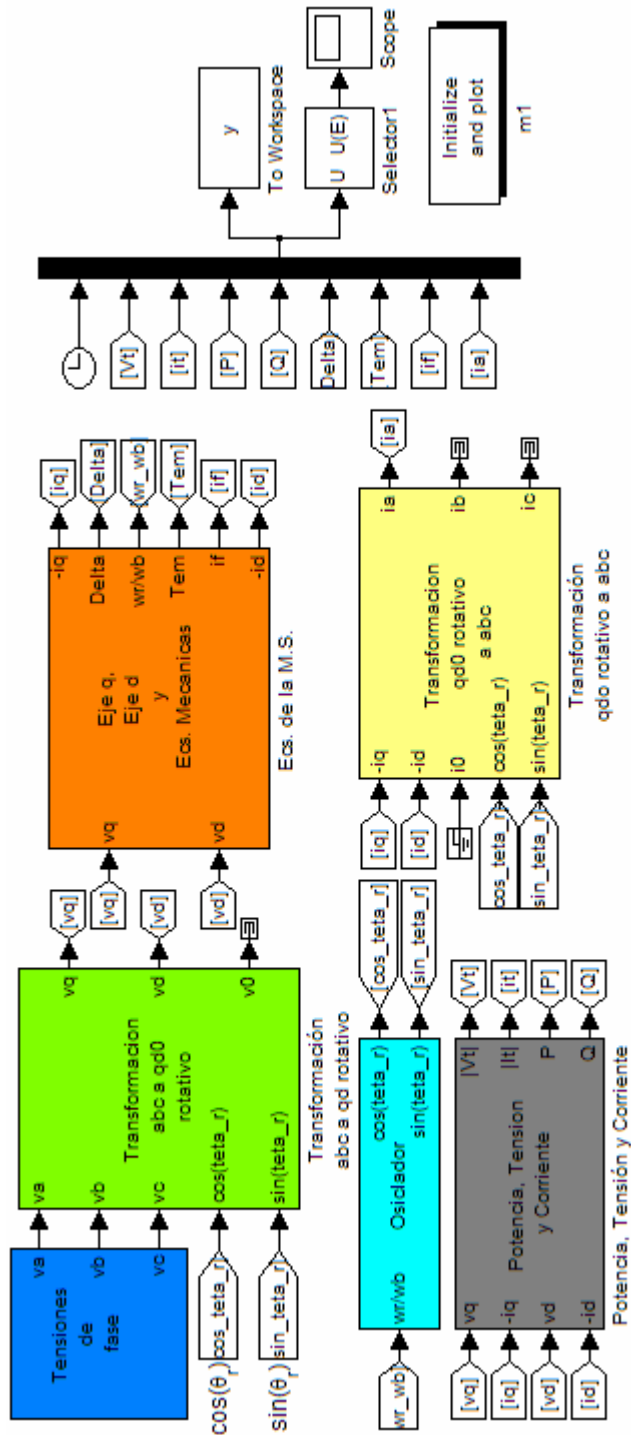 Tensiones
de
fase
va
vb
vc
va
vb
vc
cos(teta_r)
sin(teta_r)
Transformacion
abc a qd0
rotativo
vq
vd
v0
Transformación
abc a qd rotativo
cos(θr)
cos_teta_r]
sin(θr)
sin_teta_r]
[vq]
[vd]
[vq]
[vd]
vq
vd
Eje q,
Eje d
y
Ecs. Mecanicas
-iq
Delta
wr/wb
Tem
if
-id
Ecs. de la M.S.
[iq]
[Delta]
[wr_wb]
[Tem]
[if]
[id]
[Vt]
[it]
[P]
[Q]
Delta]
[Tem]
[if]
[ia]
y
To Workspace
U U(E)
Selector1
Scope
Initialize
and plot
m1
wr_wb]
wr/wb
Osiclador
cos(teta_r)
sin(teta_r)
[cos_teta_r]
[sin_teta_r]
[vq]
[iq]
[vd]
[id]
vq
-iq
vd
-id
Potencia, Tension
y Corriente
|Vt|
|It|
P
Q
Potencia, Tensión y Corriente
[Vt]
[it]
[P]
[Q]
[iq]
[id]
cos_teta_r]
sin_teta_r]
-iq
-id
i0
cos(teta_r)
sin(teta_r)
Transformacion
qd0 rotativo
a abc
ia
ib
ic
[ia]
Transformación
qdo rotativo a abc